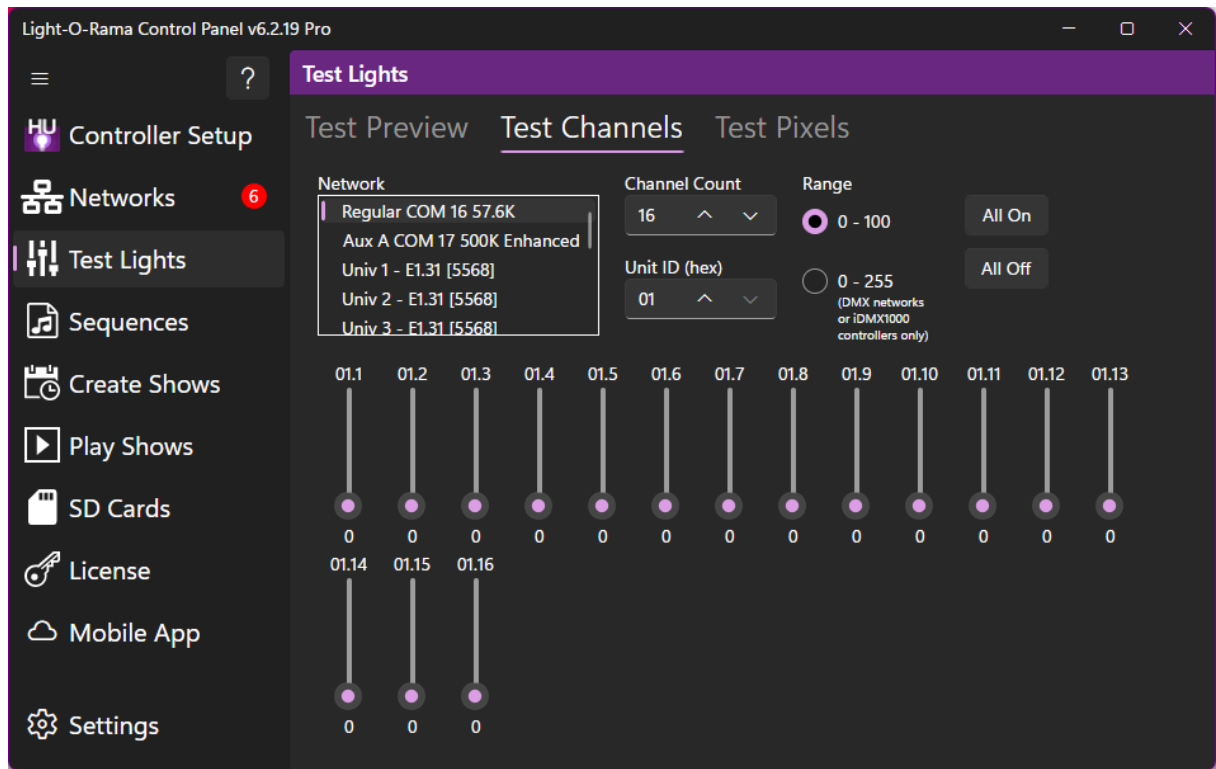 Light-O-Rama Control Panel v6.2.19 Pro
?
Test Lights
HU
Controller Setup
Networks 6
Test Lights
Sequences
Create Shows
Play Shows
SD Cards
License
Mobile App
Settings
Test Preview Test Channels Test Pixels
Network
Regular COM 16 57.6K
Aux A COM 17 500K Enhanced
Univ 1 - E1.31 [5568]
Univ 2 - E1.31 [5568]
Univ 3 - E1.31 [5568]
Channel Count
16
Unit ID (hex)
01
Range
0 - 100
0 - 255
(DMX networks
or iDMX1000
controllers only)
All On
All Off
01.1 01.2 01.3 01.4 01.5 01.6 01.7 01.8 01.9 01.10 01.11 01.12 01.13
0 0 0 0 0 0 0 0 0 0 0 0 0
01.14 01.15 01.16
0 0 0